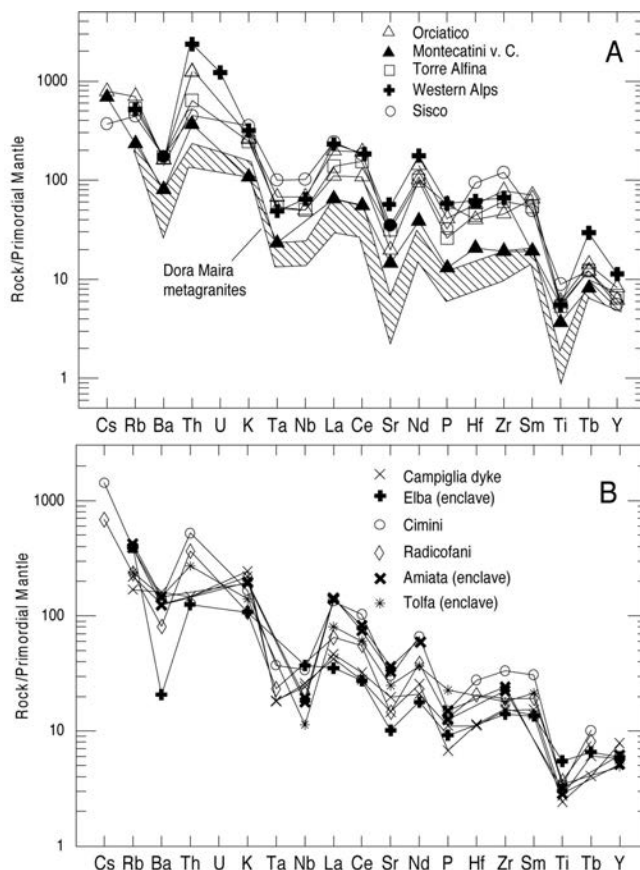 A
Orciatico
Montecatini v. C.
Torre Alfina
Western Alps
Sisco
Rock/Primordial Mantle
1000
100
10
1
Dora Maira
metagranites
Cs Rb Ba Th U K Ta Nb La Ce Sr Nd P Hf Zr Sm Ti Tb Y
B
Campiglia dyke
Elba (enclave)
Cimini
Radicofani
Amiata (enclave)
Tolfa (enclave)
Rock/Primordial Mantle
1000
100
10
1
Cs Rb Ba Th U K Ta Nb La Ce Sr Nd P Hf Zr Sm Ti Tb Y